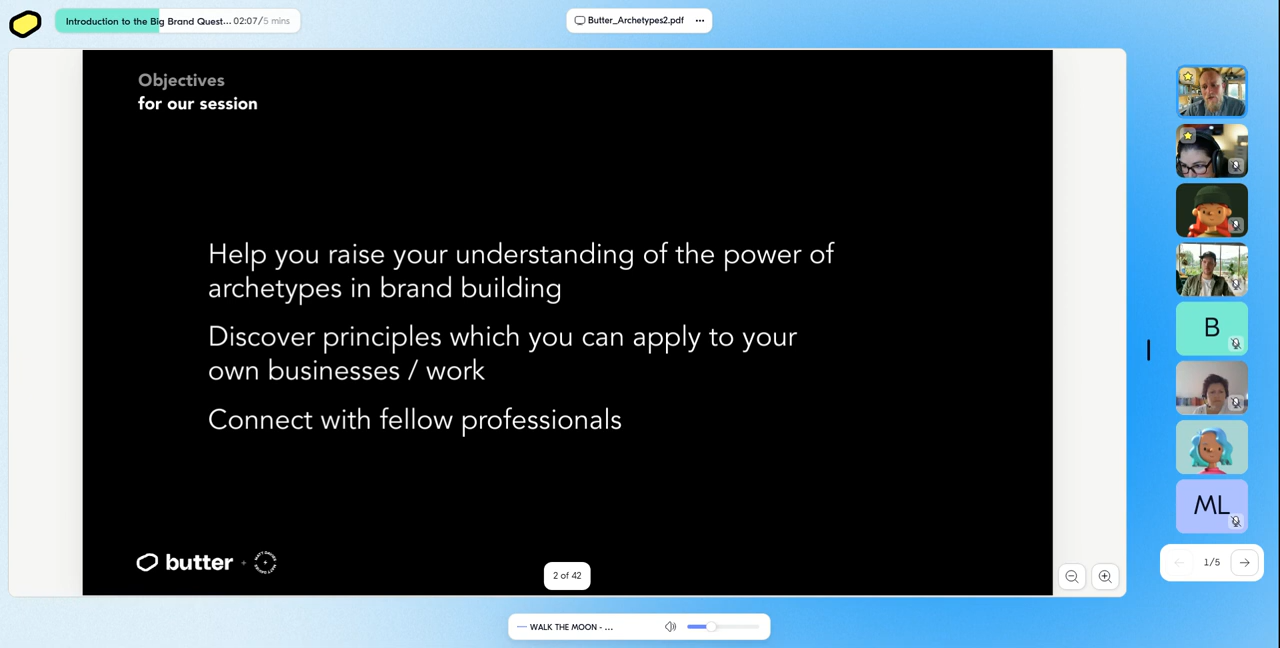 Introduction to the Big Brand Quest... 02:07/5 mins
Butter_Archetypes2.pdf ...
Objectives
for our session
Help you raise your understanding of the power of
archetypes in brand building
Discover principles which you can apply to your
own businesses / work
Connect with fellow professionals
B
ML
butter +
2 of 42
1/5
WALK THE MOON - ...